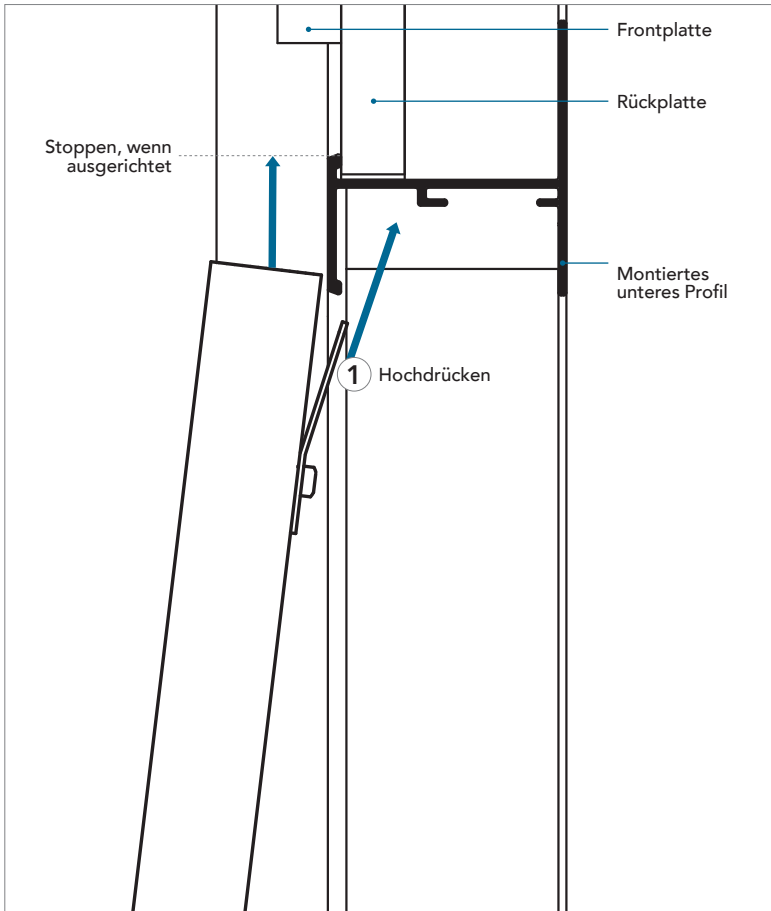 Frontplatte
Rückplatte
Stoppen, wenn
ausgerichtet
Montiertes
unteres Profil
1 Hochdrücken